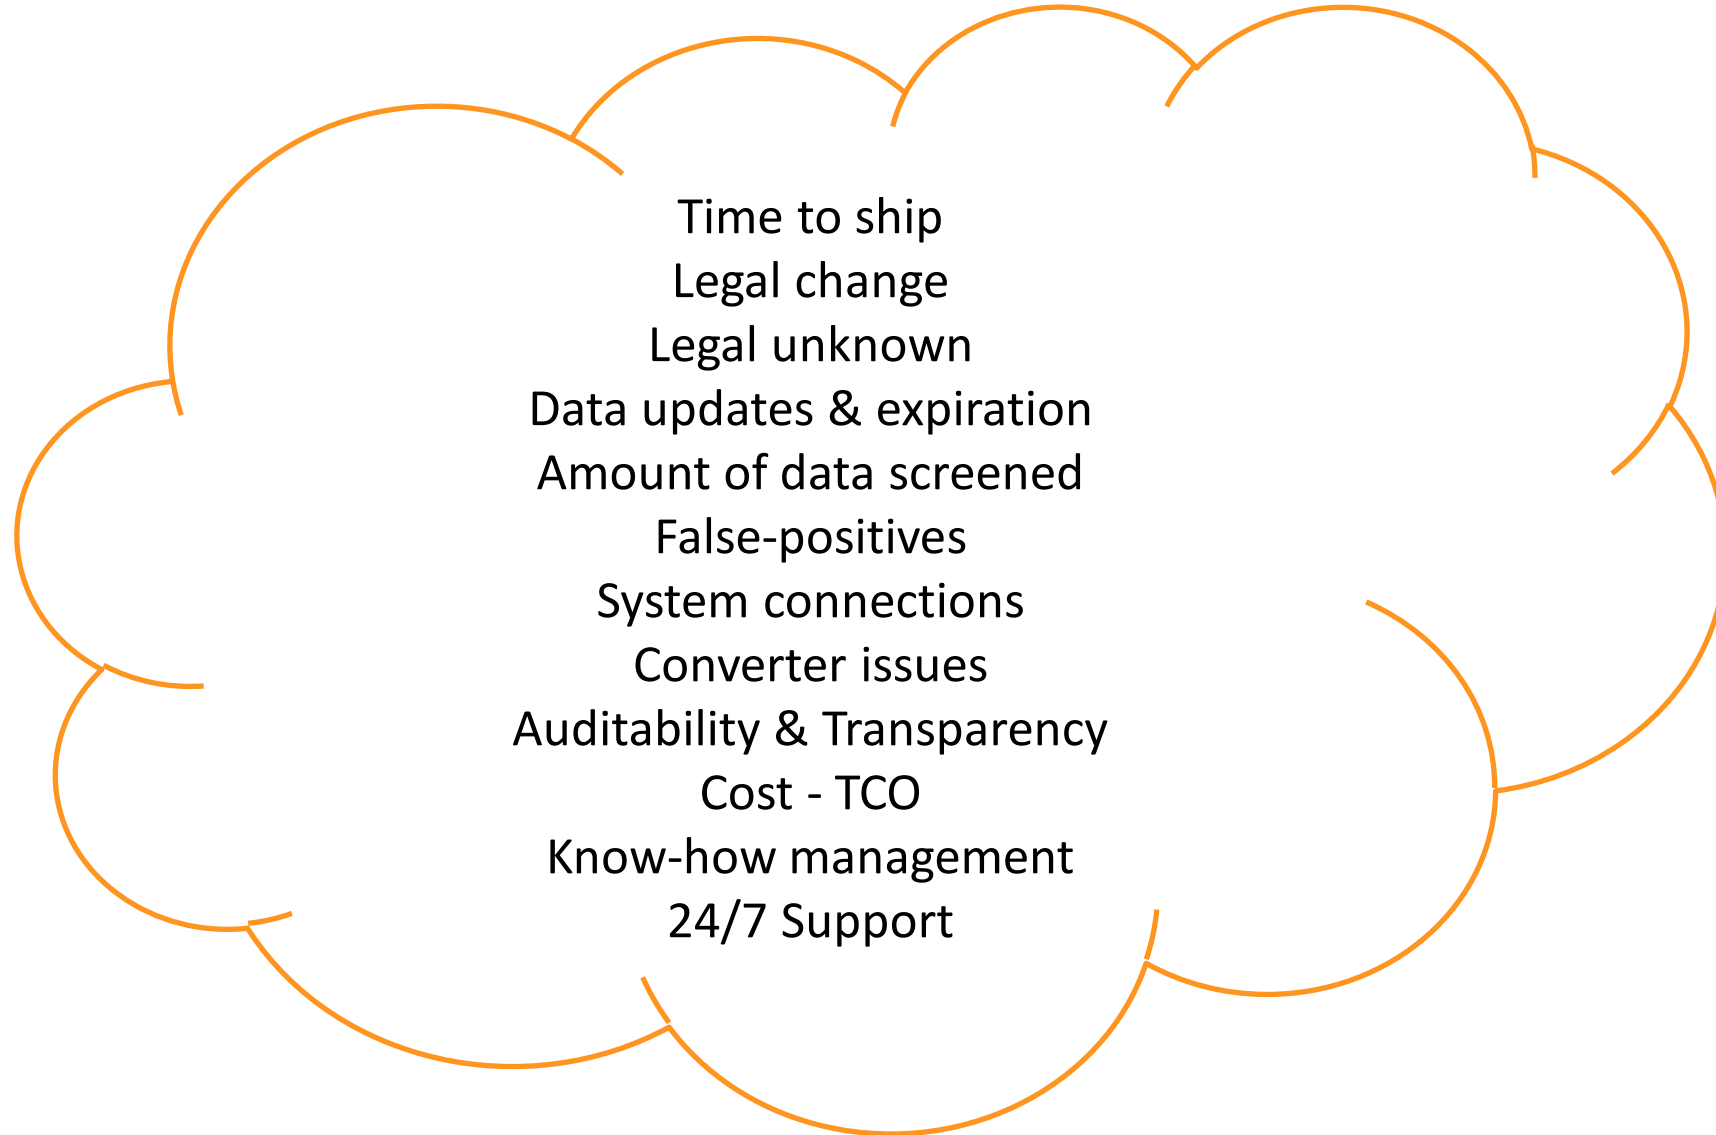 Time to ship
Legal change
Legal unknown
Data updates & expiration
Amount of data screened
False-positives
System connections
Converter issues
Auditability & Transparency
Cost - TCO
Know-how management
24/7 Support